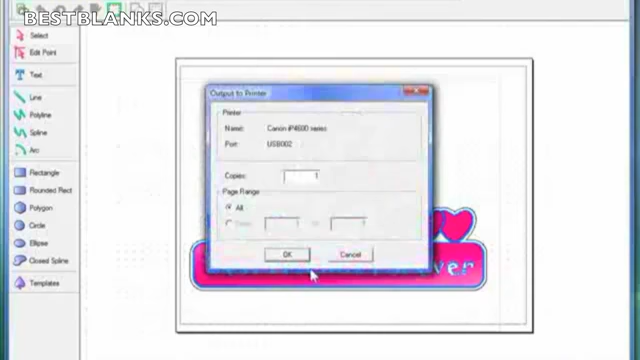 BESTBLANKS.COM
Select
Edit Point
Text
Line
Polyline
Spline
Arc
Rectangle
Rounded Rect
Polygon
Circle
Ellipse
Closed Spline
Templates
Output to Printer
Printer
Name: Canon iP4600 series
Port: USB002
Copies: 1
Page Range
All
OK
Cancel